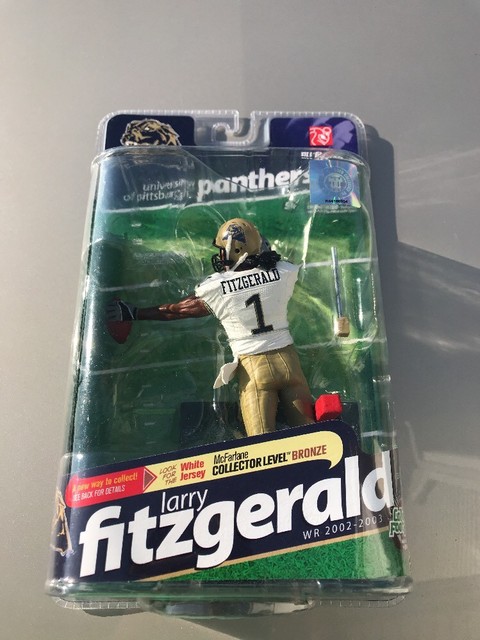 university
of pittsburgh
panthers
FITZGERALD
1
A new way to collect!
SEE BACK FOR DETAILS
LOOK
FOR
THE
White
Jersey
McFarlane
COLLECTOR LEVEL™ BRONZE
larry
fitzgerald
WR 2002-2003